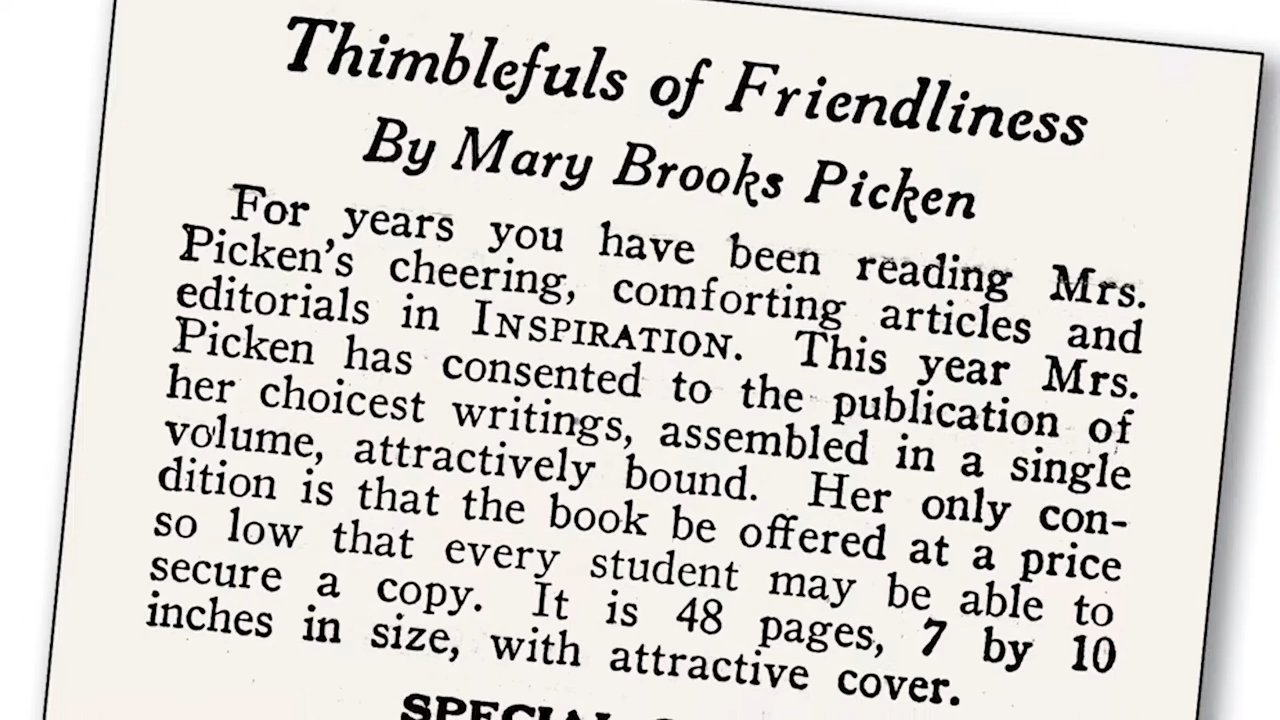 Thimblefuls of Friendliness
By Mary Brooks Picken
For years you have been reading Mrs.
Picken's cheering, comforting articles and
editorials in INSPIRATION. This year Mrs.
Picken has consented to the publication of
her choicest writings, assembled in a single
volume, attractively bound. Her only con-
dition is that the book be offered at a price
so low that every student may be able to
secure a copy. It is 48 pages, 7 by 10
inches in size, with attractive cover.
SPECIAL